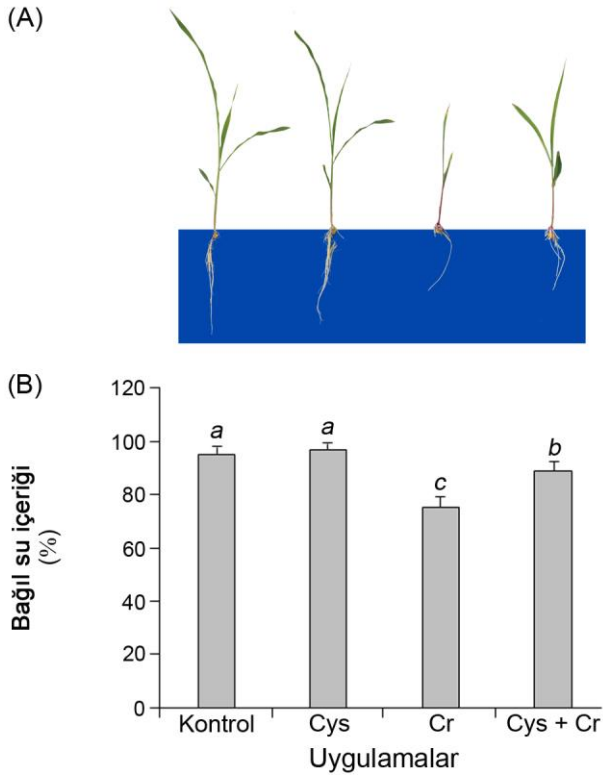 (A)
(B)
Bağıl su içeriği
(%)
120
100
80
60
40
20
0
a
a
c
b
Kontrol
Cys
Cr
Cys + Cr
Uygulamalar